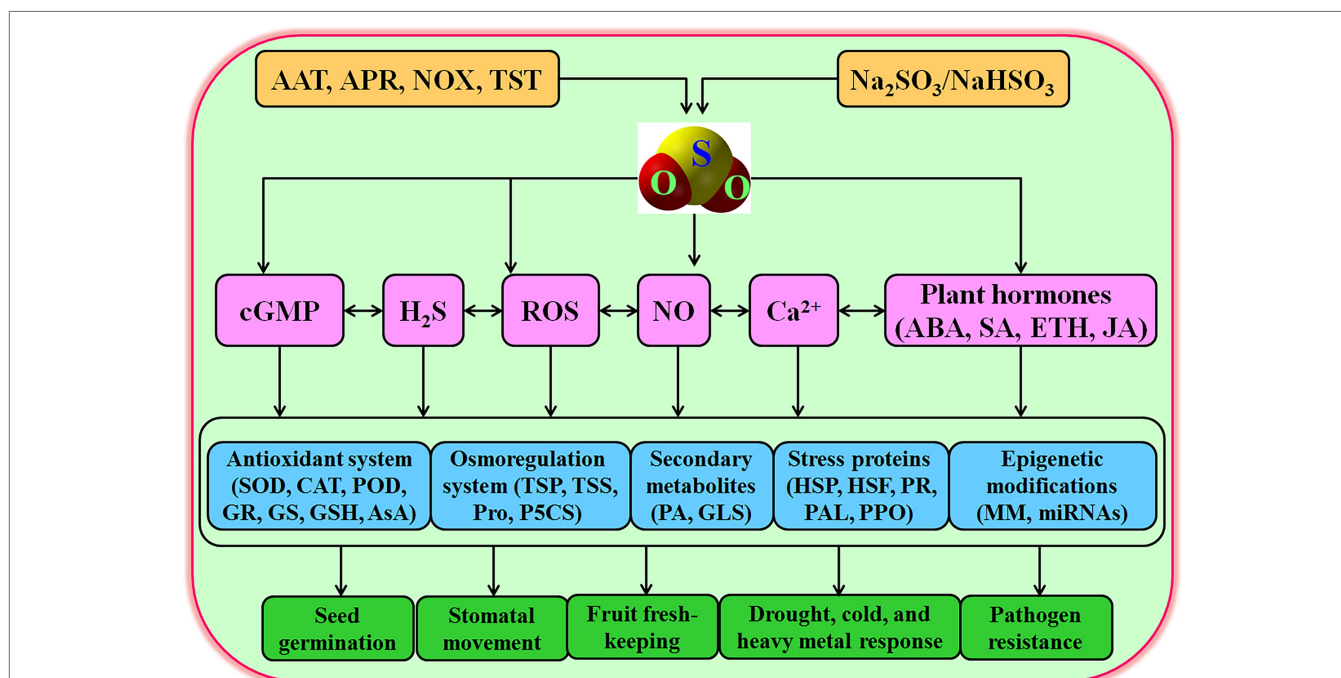 AAT, APR, NOX, TST
Na₂SO₃/NaHSO₃
S
O
O
cGMP
H₂S
ROS
NO
Ca²⁺
Plant hormones
(ABA, SA, ETH, JA)
Antioxidant system
(SOD, CAT, POD,
GR, GS, GSH, AsA)
Osmoregulation
system (TSP, TSS,
Pro, P5CS)
Secondary
metabolites
(PA, GLS)
Stress proteins
(HSP, HSF, PR,
PAL, PPO)
Epigenetic
modifications
(MM, miRNAs)
Seed
germination
Stomatal
movement
Fruit fresh-
keeping
Drought, cold, and
heavy metal response
Pathogen
resistance